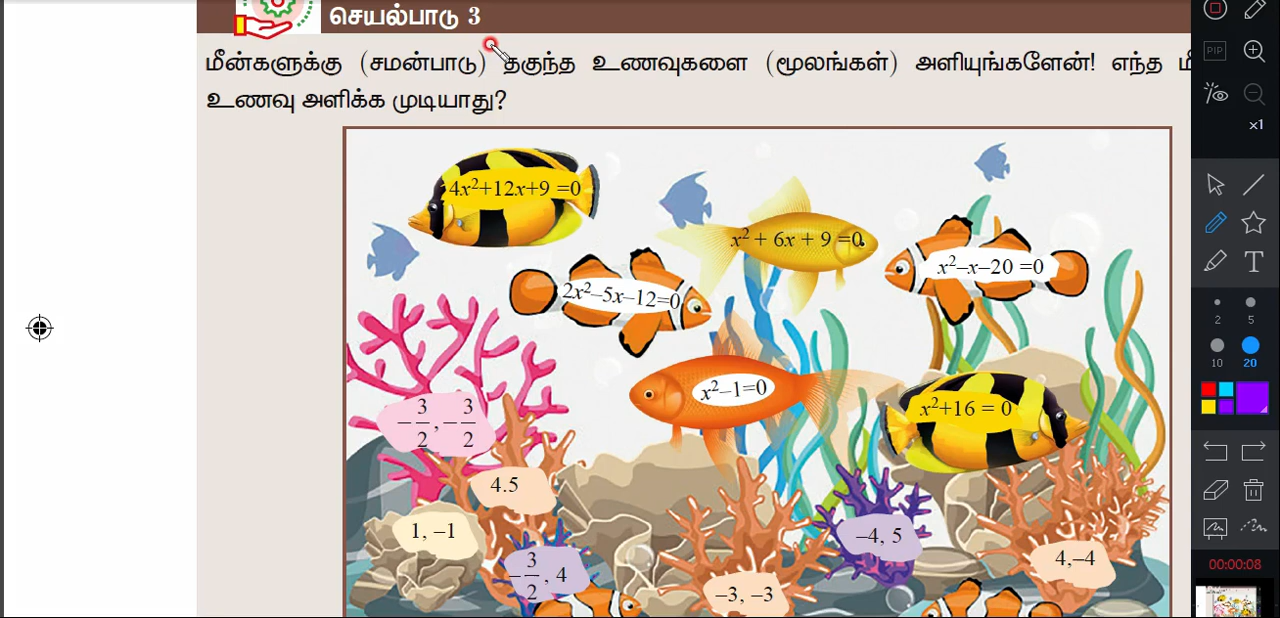 செயல்பாடு 3
மீன்களுக்கு (சமன்பாடு) தகுந்த உணவுகளை (மூலங்கள்) அளியுங்களேன்! எந்த
உணவு அளிக்க முடியாது?
4x²+12x+9 =0
x² + 6x + 9 =0
x²–x–20 =0
2x²–5x–12=0
x²–1=0
x²+16 = 0
–3/2, –3/2
4.5
1, –1
–4, 5
–3/2, 4
4,–4
–3, –3
PIP
x1
T
2 5
10 20
00:00:08